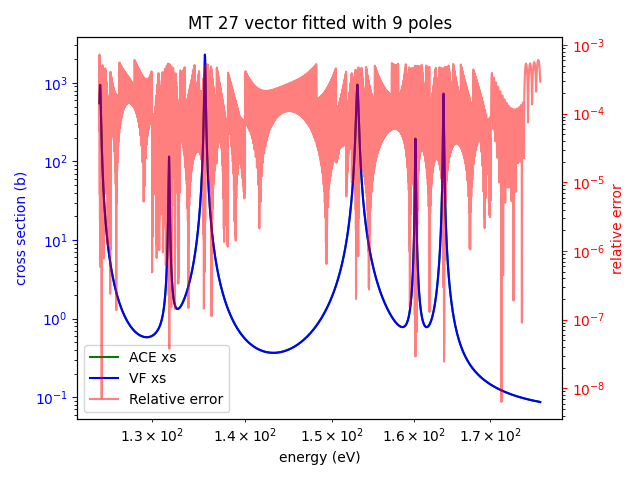 MT 27 vector fitted with 9 poles
cross section (b)
10³
10²
10¹
10⁰
10⁻¹
10⁻³
10⁻⁴
10⁻⁵
10⁻⁶
10⁻⁷
10⁻⁸
relative error
ACE xs
VF xs
Relative error
1.3 × 10² 1.4 × 10² 1.5 × 10² 1.6 × 10² 1.7 × 10²
energy (eV)